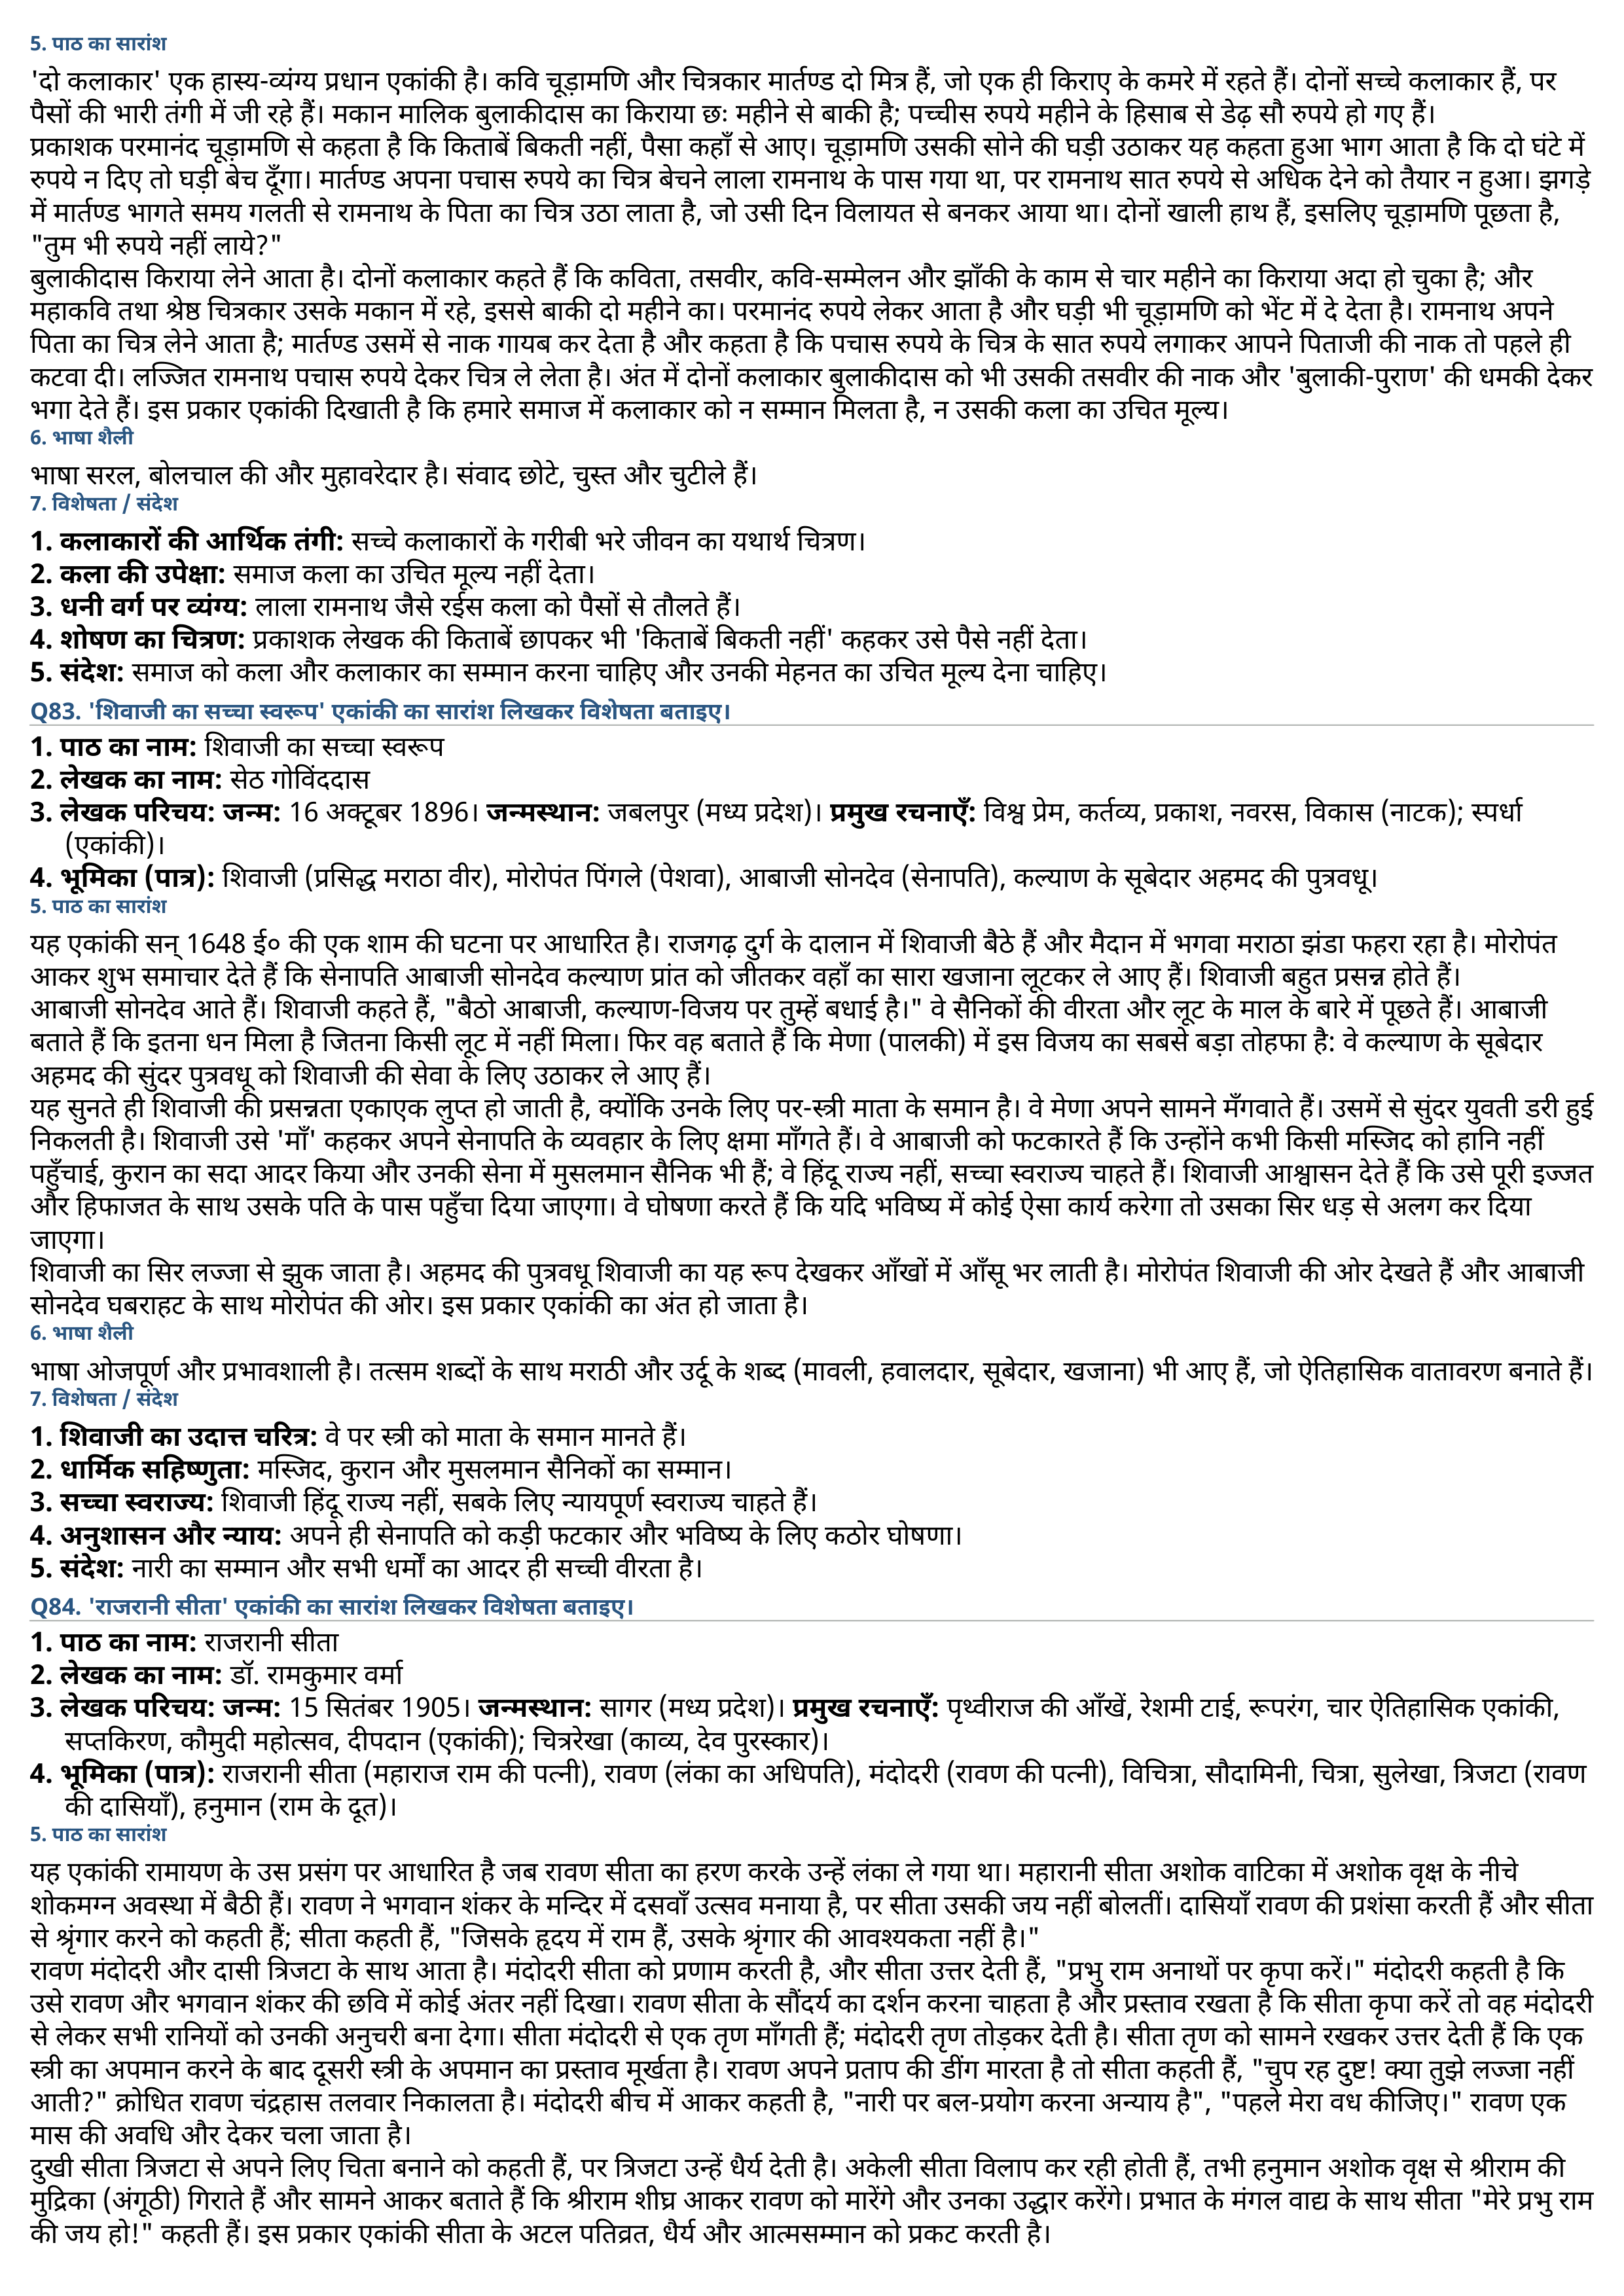 5. पाठ का सारांश
'दो कलाकार' एक हास्य-व्यंग्य प्रधान एकांकी है। कवि चूड़ामणि और चित्रकार मार्तण्ड दो मित्र हैं, जो एक ही किराए के कमरे में रहते हैं। दोनों सच्चे कलाकार हैं, पर
पैसों की भारी तंगी में जी रहे हैं। मकान मालिक बुलाकीदास का किराया छः महीने से बाकी है; पच्चीस रुपये महीने के हिसाब से डेढ़ सौ रुपये हो गए हैं।
प्रकाशक परमानंद चूड़ामणि से कहता है कि किताबें बिकती नहीं, पैसा कहाँ से आए। चूड़ामणि उसकी सोने की घड़ी उठाकर यह कहता हुआ भाग आता है कि दो घंटे में
रुपये न दिए तो घड़ी बेच दूँगा। मार्तण्ड अपना पचास रुपये का चित्र बेचने लाला रामनाथ के पास गया था, पर रामनाथ सात रुपये से अधिक देने को तैयार न हुआ। झगड़े
में मार्तण्ड भागते समय गलती से रामनाथ के पिता का चित्र उठा लाता है, जो उसी दिन विलायत से बनकर आया था। दोनों खाली हाथ हैं, इसलिए चूड़ामणि पूछता है,
"तुम भी रुपये नहीं लाये?"
बुलाकीदास किराया लेने आता है। दोनों कलाकार कहते हैं कि कविता, तसवीर, कवि-सम्मेलन और झाँकी के काम से चार महीने का किराया अदा हो चुका है; और
महाकवि तथा श्रेष्ठ चित्रकार उसके मकान में रहे, इससे बाकी दो महीने का। परमानंद रुपये लेकर आता है और घड़ी भी चूड़ामणि को भेंट में दे देता है। रामनाथ अपने
पिता का चित्र लेने आता है; मार्तण्ड उसमें से नाक गायब कर देता है और कहता है कि पचास रुपये के चित्र के सात रुपये लगाकर आपने पिताजी की नाक तो पहले ही
कटवा दी। लज्जित रामनाथ पचास रुपये देकर चित्र ले लेता है। अंत में दोनों कलाकार बुलाकीदास को भी उसकी तसवीर की नाक और 'बुलाकी-पुराण' की धमकी देकर
भगा देते हैं। इस प्रकार एकांकी दिखाती है कि हमारे समाज में कलाकार को न सम्मान मिलता है, न उसकी कला का उचित मूल्य।
6. भाषा शैली
भाषा सरल, बोलचाल की और मुहावरेदार है। संवाद छोटे, चुस्त और चुटीले हैं।
7. विशेषता / संदेश
1. कलाकारों की आर्थिक तंगी: सच्चे कलाकारों के गरीबी भरे जीवन का यथार्थ चित्रण।
2. कला की उपेक्षा: समाज कला का उचित मूल्य नहीं देता।
3. धनी वर्ग पर व्यंग्य: लाला रामनाथ जैसे रईस कला को पैसों से तौलते हैं।
4. शोषण का चित्रण: प्रकाशक लेखक की किताबें छापकर भी 'किताबें बिकती नहीं' कहकर उसे पैसे नहीं देता।
5. संदेश: समाज को कला और कलाकार का सम्मान करना चाहिए और उनकी मेहनत का उचित मूल्य देना चाहिए।
Q83. 'शिवाजी का सच्चा स्वरूप' एकांकी का सारांश लिखकर विशेषता बताइए।
1. पाठ का नाम: शिवाजी का सच्चा स्वरूप
2. लेखक का नाम: सेठ गोविंददास
3. लेखक परिचय: जन्म: 16 अक्टूबर 1896। जन्मस्थान: जबलपुर (मध्य प्रदेश)। प्रमुख रचनाएँ: विश्व प्रेम, कर्तव्य, प्रकाश, नवरस, विकास (नाटक); स्पर्धा
(एकांकी)।
4. भूमिका (पात्र): शिवाजी (प्रसिद्ध मराठा वीर), मोरोपंत पिंगले (पेशवा), आबाजी सोनदेव (सेनापति), कल्याण के सूबेदार अहमद की पुत्रवधू।
5. पाठ का सारांश
यह एकांकी सन् 1648 ई० की एक शाम की घटना पर आधारित है। राजगढ़ दुर्ग के दालान में शिवाजी बैठे हैं और मैदान में भगवा मराठा झंडा फहरा रहा है। मोरोपंत
आकर शुभ समाचार देते हैं कि सेनापति आबाजी सोनदेव कल्याण प्रांत को जीतकर वहाँ का सारा खजाना लूटकर ले आए हैं। शिवाजी बहुत प्रसन्न होते हैं।
आबाजी सोनदेव आते हैं। शिवाजी कहते हैं, "बैठो आबाजी, कल्याण-विजय पर तुम्हें बधाई है।" वे सैनिकों की वीरता और लूट के माल के बारे में पूछते हैं। आबाजी
बताते हैं कि इतना धन मिला है जितना किसी लूट में नहीं मिला। फिर वह बताते हैं कि मेणा (पालकी) में इस विजय का सबसे बड़ा तोहफा है: वे कल्याण के सूबेदार
अहमद की सुंदर पुत्रवधू को शिवाजी की सेवा के लिए उठाकर ले आए हैं।
यह सुनते ही शिवाजी की प्रसन्नता एकाएक लुप्त हो जाती है, क्योंकि उनके लिए पर-स्त्री माता के समान है। वे मेणा अपने सामने मँगवाते हैं। उसमें से सुंदर युवती डरी हुई
निकलती है। शिवाजी उसे 'माँ' कहकर अपने सेनापति के व्यवहार के लिए क्षमा माँगते हैं। वे आबाजी को फटकारते हैं कि उन्होंने कभी किसी मस्जिद को हानि नहीं
पहुँचाई, कुरान का सदा आदर किया और उनकी सेना में मुसलमान सैनिक भी हैं; वे हिंदू राज्य नहीं, सच्चा स्वराज्य चाहते हैं। शिवाजी आश्वासन देते हैं कि उसे पूरी इज्जत
और हिफाजत के साथ उसके पति के पास पहुँचा दिया जाएगा। वे घोषणा करते हैं कि यदि भविष्य में कोई ऐसा कार्य करेगा तो उसका सिर धड़ से अलग कर दिया
जाएगा।
शिवाजी का सिर लज्जा से झुक जाता है। अहमद की पुत्रवधू शिवाजी का यह रूप देखकर आँखों में आँसू भर लाती है। मोरोपंत शिवाजी की ओर देखते हैं और आबाजी
सोनदेव घबराहट के साथ मोरोपंत की ओर। इस प्रकार एकांकी का अंत हो जाता है।
6. भाषा शैली
भाषा ओजपूर्ण और प्रभावशाली है। तत्सम शब्दों के साथ मराठी और उर्दू के शब्द (मावली, हवालदार, सूबेदार, खजाना) भी आए हैं, जो ऐतिहासिक वातावरण बनाते हैं।
7. विशेषता / संदेश
1. शिवाजी का उदात्त चरित्र: वे पर स्त्री को माता के समान मानते हैं।
2. धार्मिक सहिष्णुता: मस्जिद, कुरान और मुसलमान सैनिकों का सम्मान।
3. सच्चा स्वराज्य: शिवाजी हिंदू राज्य नहीं, सबके लिए न्यायपूर्ण स्वराज्य चाहते हैं।
4. अनुशासन और न्याय: अपने ही सेनापति को कड़ी फटकार और भविष्य के लिए कठोर घोषणा।
5. संदेश: नारी का सम्मान और सभी धर्मों का आदर ही सच्ची वीरता है।
Q84. 'राजरानी सीता' एकांकी का सारांश लिखकर विशेषता बताइए।
1. पाठ का नाम: राजरानी सीता
2. लेखक का नाम: डॉ. रामकुमार वर्मा
3. लेखक परिचय: जन्म: 15 सितंबर 1905। जन्मस्थान: सागर (मध्य प्रदेश)। प्रमुख रचनाएँ: पृथ्वीराज की आँखें, रेशमी टाई, रूपरंग, चार ऐतिहासिक एकांकी,
सप्तकिरण, कौमुदी महोत्सव, दीपदान (एकांकी); चित्ररेखा (काव्य, देव पुरस्कार)।
4. भूमिका (पात्र): राजरानी सीता (महाराज राम की पत्नी), रावण (लंका का अधिपति), मंदोदरी (रावण की पत्नी), विचित्रा, सौदामिनी, चित्रा, सुलेखा, त्रिजटा (रावण
की दासियाँ), हनुमान (राम के दूत)।
5. पाठ का सारांश
यह एकांकी रामायण के उस प्रसंग पर आधारित है जब रावण सीता का हरण करके उन्हें लंका ले गया था। महारानी सीता अशोक वाटिका में अशोक वृक्ष के नीचे
शोकमग्न अवस्था में बैठी हैं। रावण ने भगवान शंकर के मन्दिर में दसवाँ उत्सव मनाया है, पर सीता उसकी जय नहीं बोलतीं। दासियाँ रावण की प्रशंसा करती हैं और सीता
से श्रृंगार करने को कहती हैं; सीता कहती हैं, "जिसके हृदय में राम हैं, उसके श्रृंगार की आवश्यकता नहीं है।"
रावण मंदोदरी और दासी त्रिजटा के साथ आता है। मंदोदरी सीता को प्रणाम करती है, और सीता उत्तर देती हैं, "प्रभु राम अनाथों पर कृपा करें।" मंदोदरी कहती है कि
उसे रावण और भगवान शंकर की छवि में कोई अंतर नहीं दिखा। रावण सीता के सौंदर्य का दर्शन करना चाहता है और प्रस्ताव रखता है कि सीता कृपा करें तो वह मंदोदरी
से लेकर सभी रानियों को उनकी अनुचरी बना देगा। सीता मंदोदरी से एक तृण माँगती हैं; मंदोदरी तृण तोड़कर देती है। सीता तृण को सामने रखकर उत्तर देती हैं कि एक
स्त्री का अपमान करने के बाद दूसरी स्त्री के अपमान का प्रस्ताव मूर्खता है। रावण अपने प्रताप की डींग मारता है तो सीता कहती हैं, "चुप रह दुष्ट! क्या तुझे लज्जा नहीं
आती?" क्रोधित रावण चंद्रहास तलवार निकालता है। मंदोदरी बीच में आकर कहती है, "नारी पर बल-प्रयोग करना अन्याय है", "पहले मेरा वध कीजिए।" रावण एक
मास की अवधि और देकर चला जाता है।
दुखी सीता त्रिजटा से अपने लिए चिता बनाने को कहती हैं, पर त्रिजटा उन्हें धैर्य देती है। अकेली सीता विलाप कर रही होती हैं, तभी हनुमान अशोक वृक्ष से श्रीराम की
मुद्रिका (अंगूठी) गिराते हैं और सामने आकर बताते हैं कि श्रीराम शीघ्र आकर रावण को मारेंगे और उनका उद्धार करेंगे। प्रभात के मंगल वाद्य के साथ सीता "मेरे प्रभु राम
की जय हो!" कहती हैं। इस प्रकार एकांकी सीता के अटल पतिव्रत, धैर्य और आत्मसम्मान को प्रकट करती है।